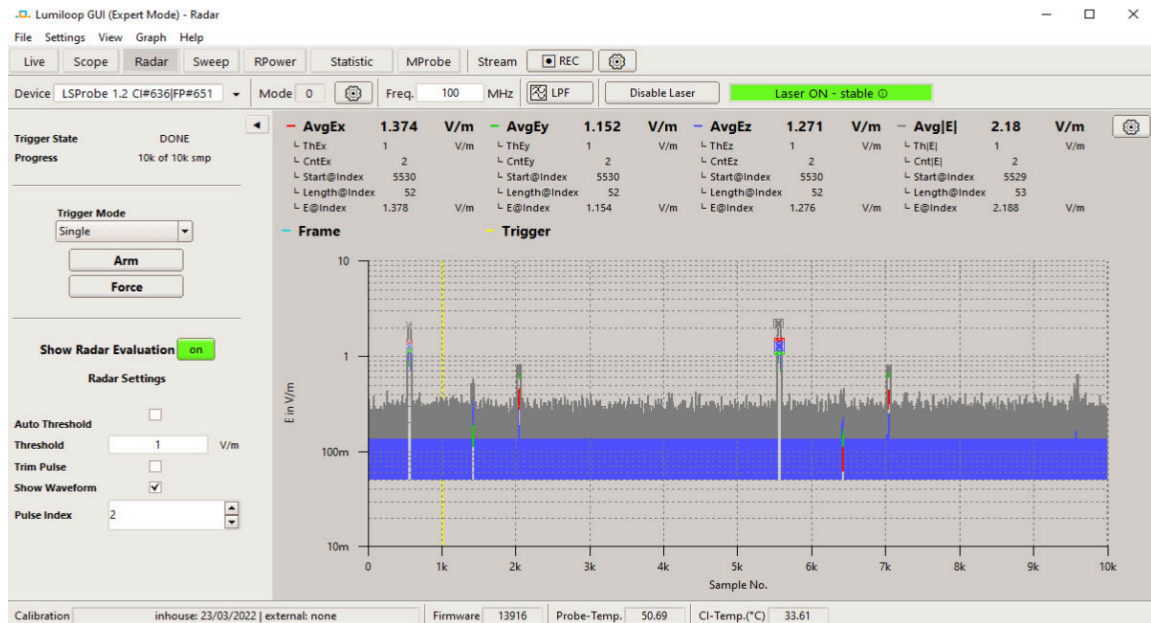 Lumiloop GUI (Expert Mode) - Radar
File Settings View Graph Help
Live Scope Radar Sweep RPower Statistic MProbe Stream REC
Device LSProbe 1.2 CI#636|FP#651 Mode 0 Freq. 100 MHz LPF Disable Laser Laser ON - stable
AvgEx 1.374 V/m AvgEy 1.152 V/m AvgEz 1.271 V/m Avg|E| 2.18 V/m
ThEx 1 V/m ThEy 1 V/m ThEz 1 V/m Th|E| 1 V/m
CntEx 2 CntEy 2 CntEz 2 Cnt|E| 2
Start@Index 5530 Start@Index 5530 Start@Index 5530 Start@Index 5529
Length@Index 52 Length@Index 52 Length@Index 52 Length@Index 53
E@Index 1.378 V/m E@Index 1.154 V/m E@Index 1.276 V/m E@Index 2.188 V/m
Frame Trigger
Trigger State DONE
Progress 10k of 10k smp
Trigger Mode
Single
Arm
Force
Show Radar Evaluation on
Radar Settings
Auto Threshold
Threshold 1 V/m
Trim Pulse
Show Waveform
Pulse Index 2
E in V/m
10
1
100m
10m
0 1k 2k 3k 4k 5k 6k 7k 8k 9k 10k
Sample No.
Calibration inhouse: 23/03/2022 | external: none Firmware 13916 Probe-Temp. 50.69 CI-Temp.(°C) 33.61